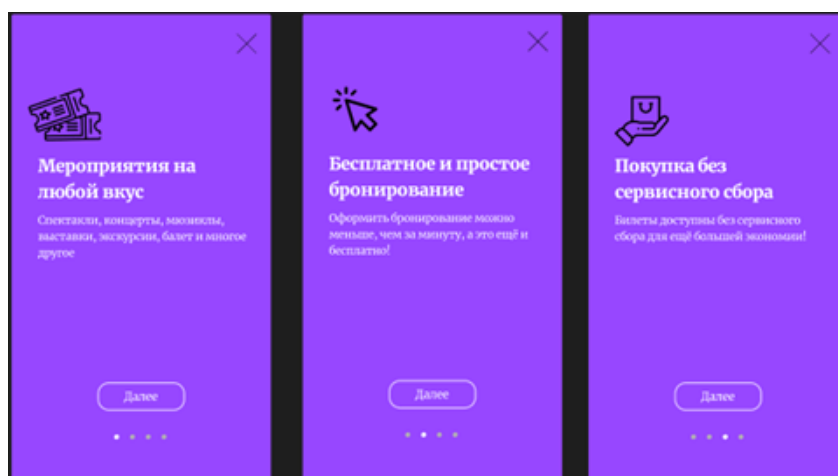 Мероприятия на
любой вкус
Спектакли, концерты, мюзиклы,
выставки, экскурсии, балет и многое
другое
Далее
Бесплатное и простое
бронирование
Оформить бронирование можно
меньше, чем за минуту, а это ещё и
бесплатно!
Далее
Покупка без
сервисного сбора
Билеты доступны без сервисного
сбора для ещё большей экономии!
Далее